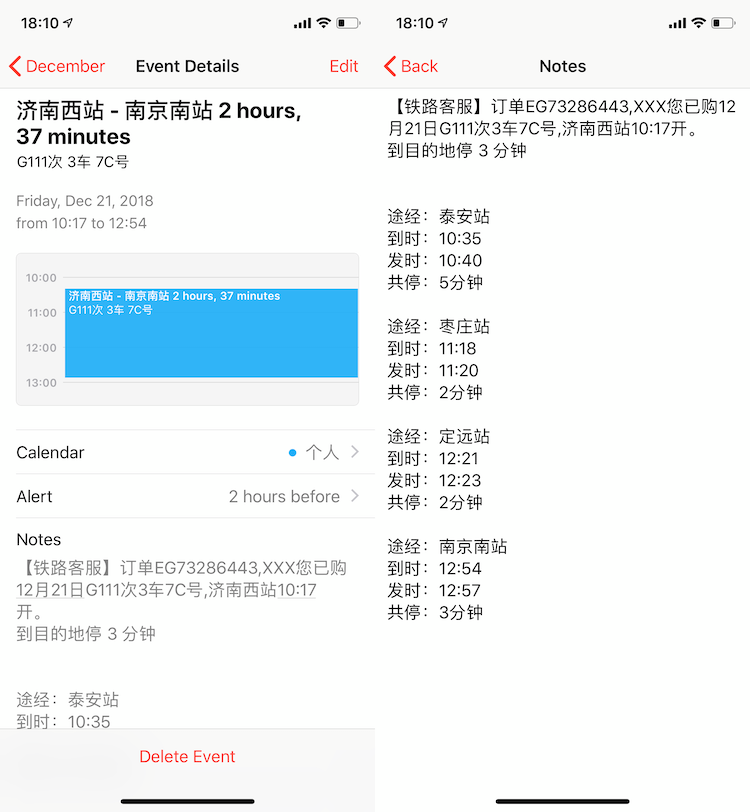 18:10
December
Event Details
Edit
济南西站 - 南京南站 2 hours,
37 minutes
G111次 3车 7C号
Friday, Dec 21, 2018
from 10:17 to 12:54
10:00
济南西站 - 南京南站 2 hours, 37 minutes
G111次 3车 7C号
11:00
12:00
13:00
Calendar
个人
Alert
2 hours before
Notes
【铁路客服】订单EG73286443,XXX您已购
12月21日G111次3车7C号,济南西站10:17
开。
到目的地停 3 分钟
途经：泰安站
到时：10:35
Delete Event
18:10
Back
Notes
【铁路客服】订单EG73286443,XXX您已购12
月21日G111次3车7C号,济南西站10:17开。
到目的地停 3 分钟
途经：泰安站
到时：10:35
发时：10:40
共停：5分钟
途经：枣庄站
到时：11:18
发时：11:20
共停：2分钟
途经：定远站
到时：12:21
发时：12:23
共停：2分钟
途经：南京南站
到时：12:54
发时：12:57
共停：3分钟